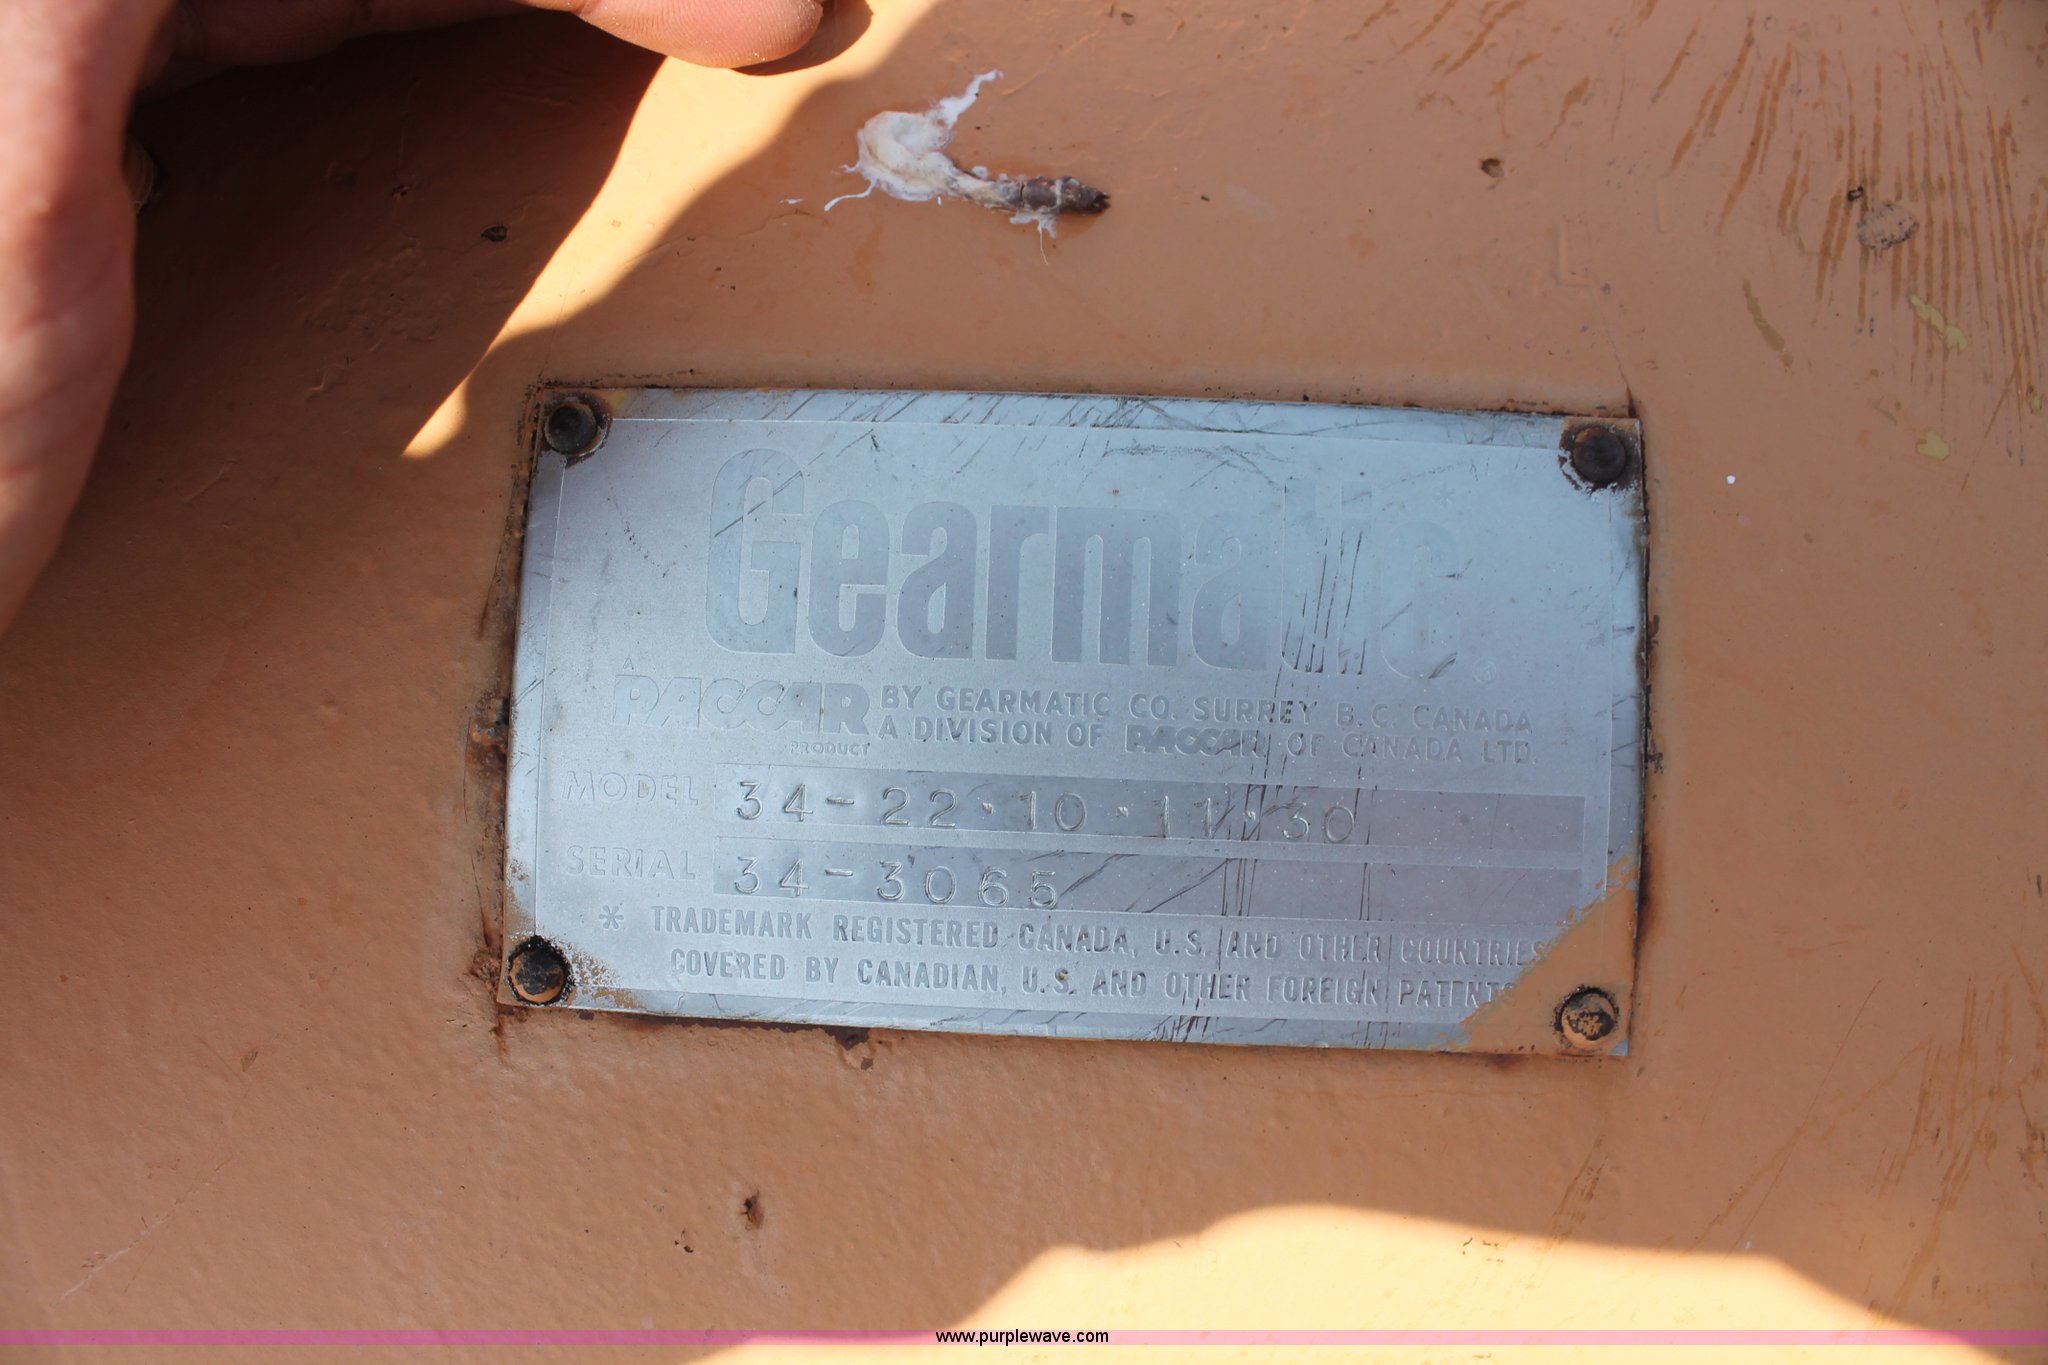 Gearmatic*®
A
PACCAR BY GEARMATIC CO. SURREY B.C. CANADA
PRODUCT A DIVISION OF PACCAR OF CANADA LTD.
MODEL 34-22·10·11·30
SERIAL 34-3065
* TRADEMARK REGISTERED CANADA, U.S. AND OTHER COUNTRIES
COVERED BY CANADIAN, U.S. AND OTHER FOREIGN PATENTS
www.purplewave.com